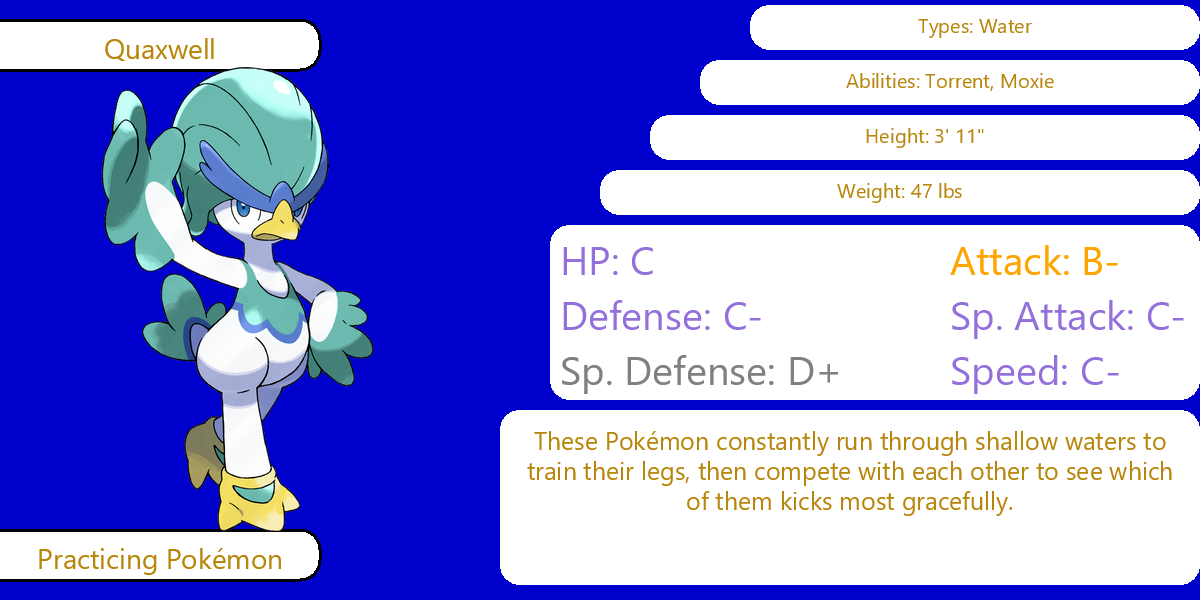 Quaxwell
Types: Water
Abilities: Torrent, Moxie
Height: 3' 11"
Weight: 47 lbs
HP: C
Attack: B-
Defense: C-
Sp. Attack: C-
Sp. Defense: D+
Speed: C-
These Pokémon constantly run through shallow waters to
train their legs, then compete with each other to see which
of them kicks most gracefully.
Practicing Pokémon